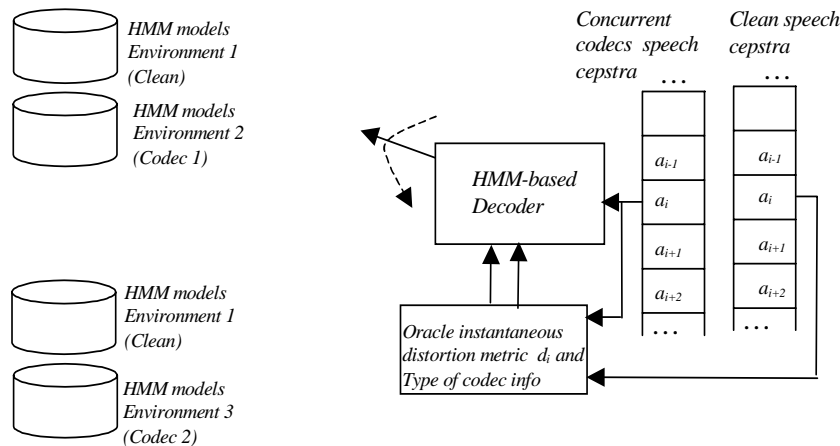 HMM models
Environment 1
(Clean)
HMM models
Environment 2
(Codec 1)
HMM models
Environment 1
(Clean)
HMM models
Environment 3
(Codec 2)
HMM-based
Decoder
Oracle instantaneous
distortion metric d_i and
Type of codec info
Concurrent
codecs speech
cepstra
...
a_{i-1}
a_i
a_{i+1}
a_{i+2}
...
Clean speech
cepstra
...
a_{i-1}
a_i
a_{i+1}
a_{i+2}
...